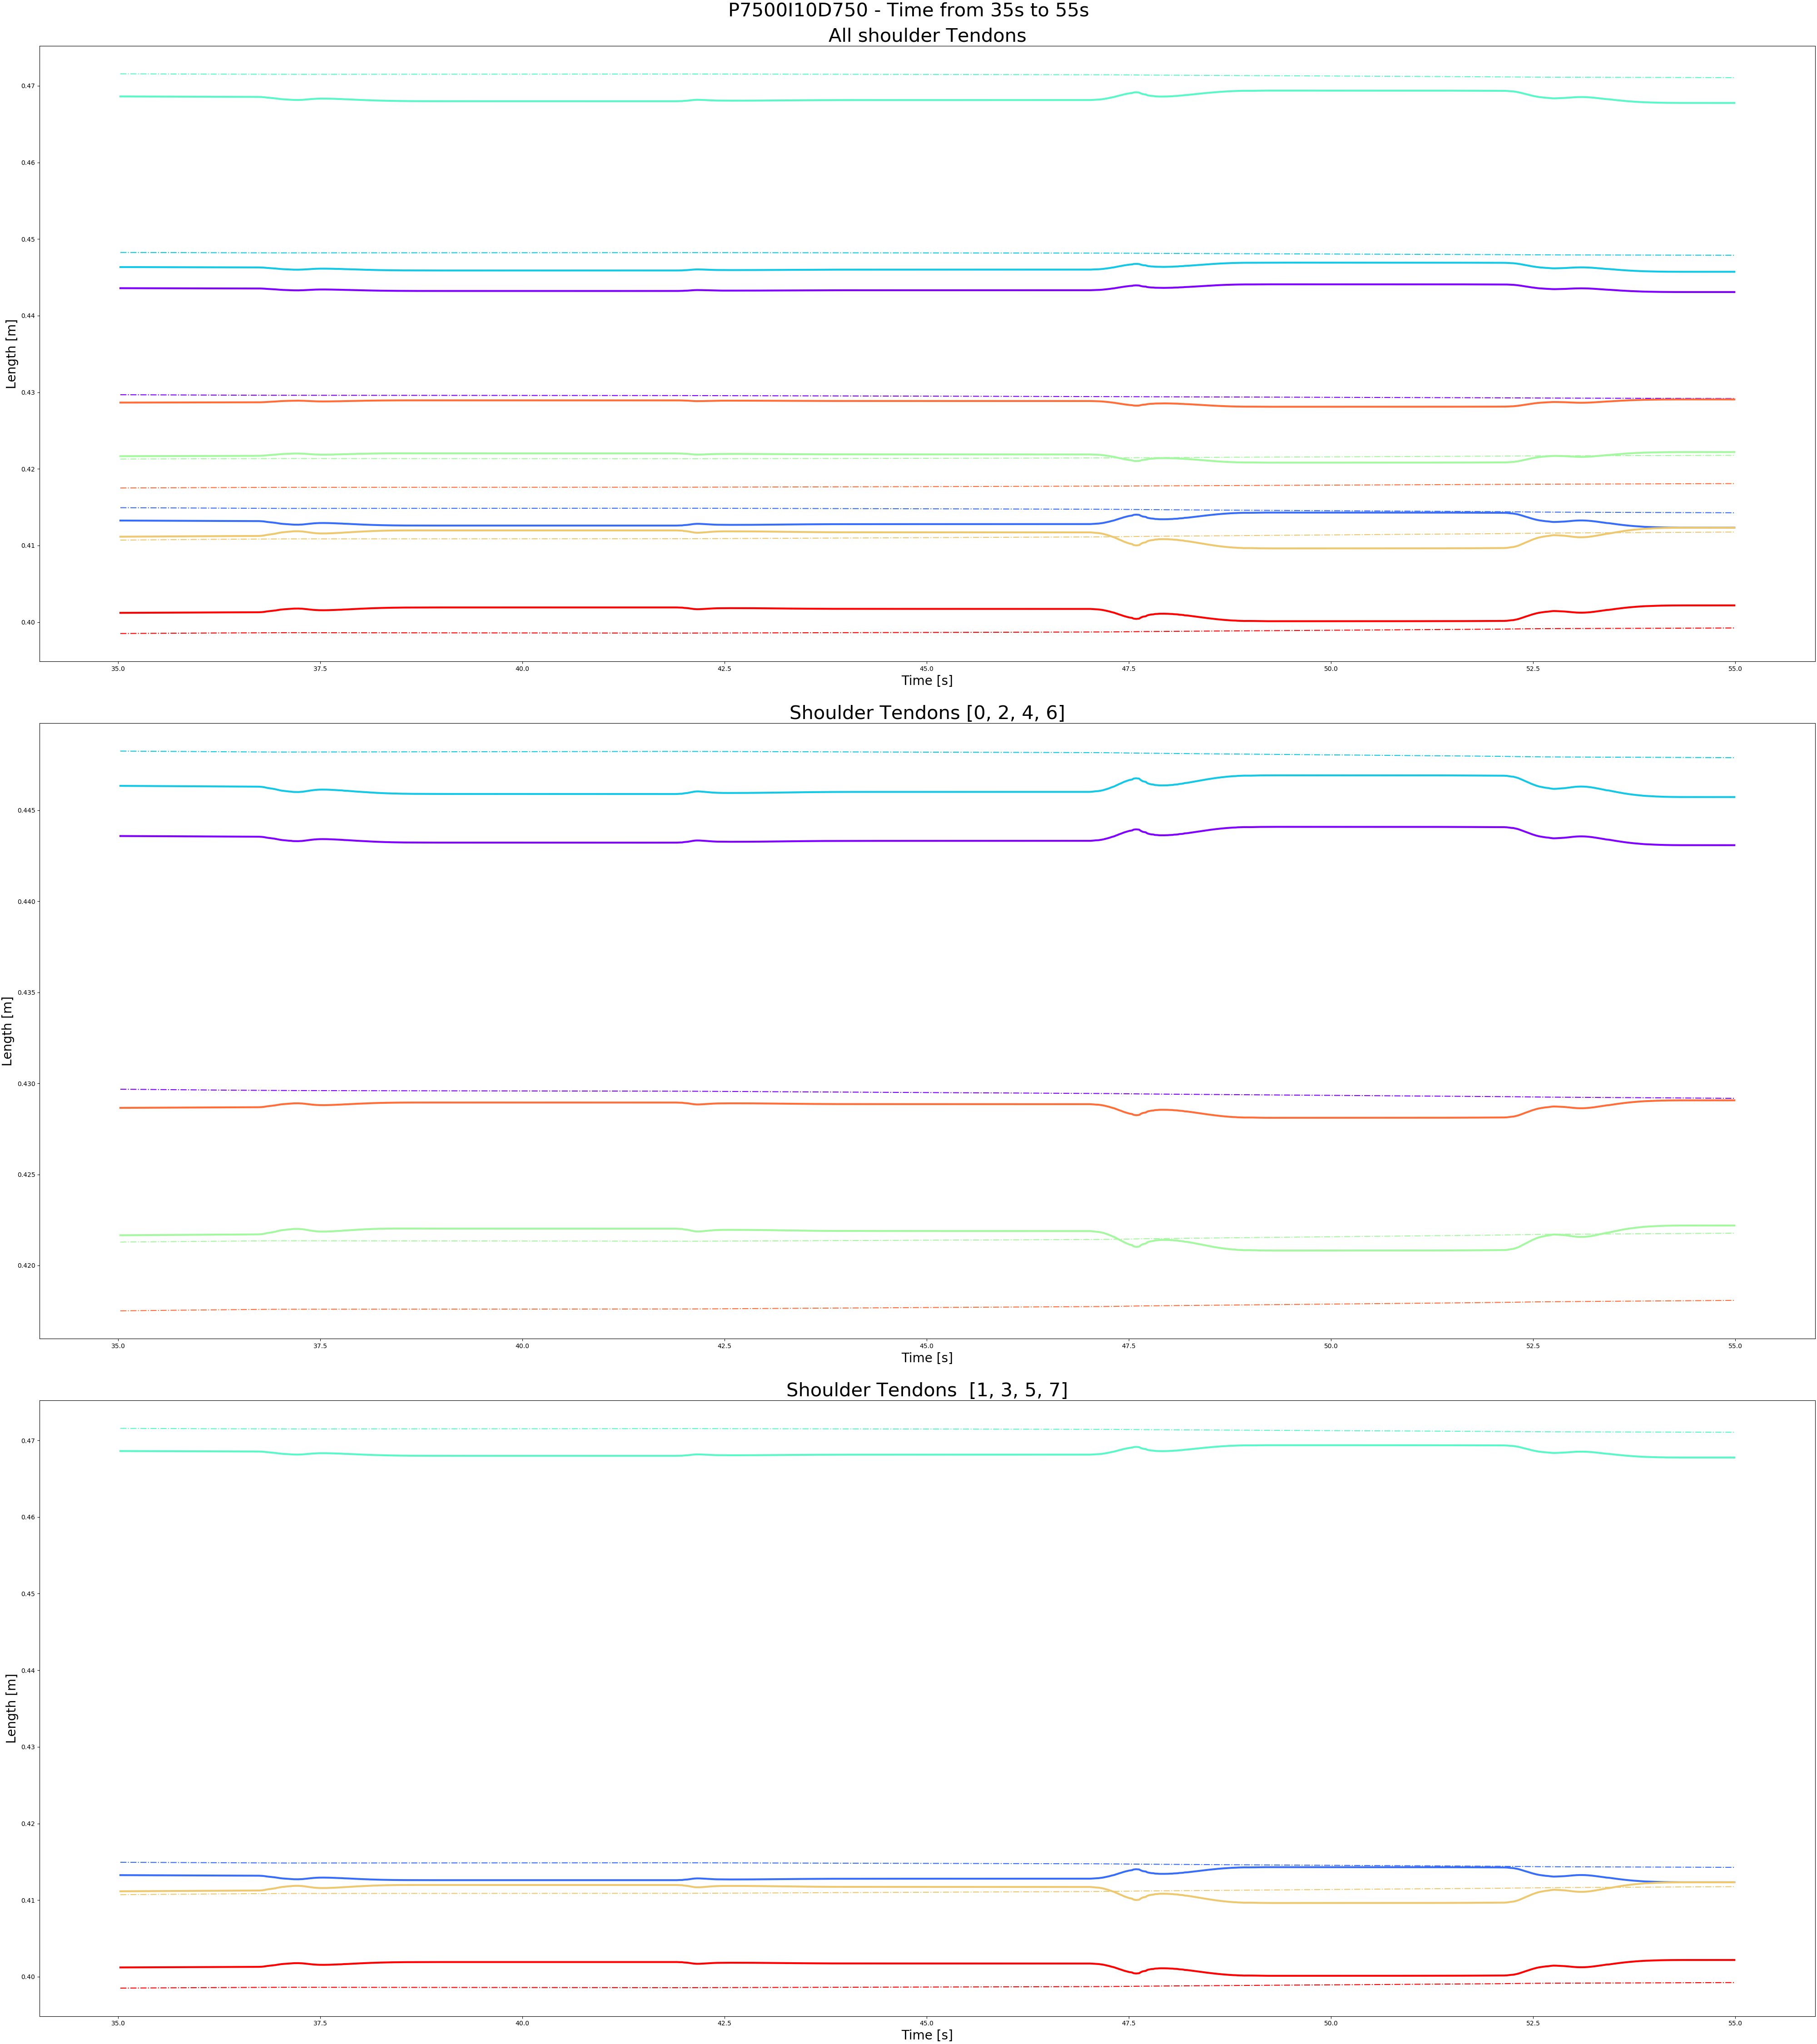 P7500I10D750 - Time from 35s to 55s
All shoulder Tendons
0.47
0.46
0.45
0.44
0.43
0.42
0.41
0.40
Length [m]
35.0 37.5 40.0 42.5 45.0 47.5 50.0 52.5 55.0
Time [s]
Shoulder Tendons [0, 2, 4, 6]
0.445
0.440
0.435
0.430
0.425
0.420
Length [m]
35.0 37.5 40.0 42.5 45.0 47.5 50.0 52.5 55.0
Time [s]
Shoulder Tendons  [1, 3, 5, 7]
0.47
0.46
0.45
0.44
0.43
0.42
0.41
0.40
Length [m]
35.0 37.5 40.0 42.5 45.0 47.5 50.0 52.5 55.0
Time [s]